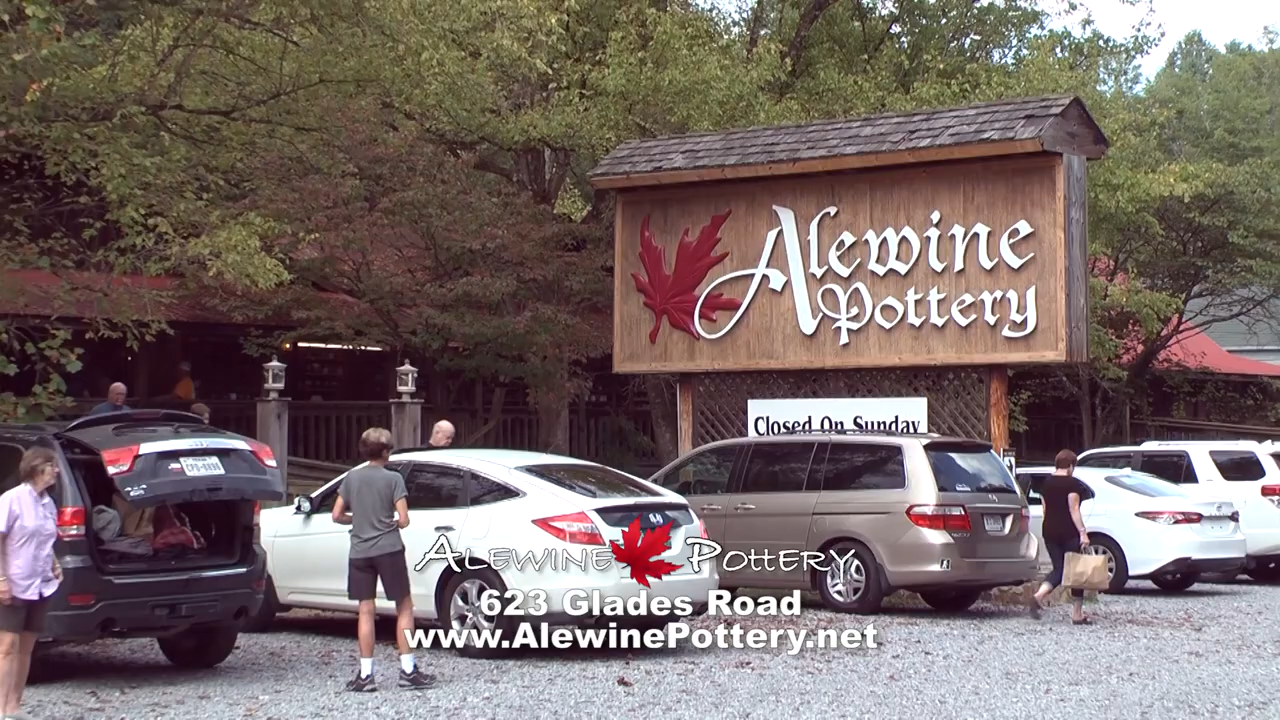 Alewine
Pottery
Closed On Sunday
ALEWINE POTTERY
623 Glades Road
www.AlewinePottery.net